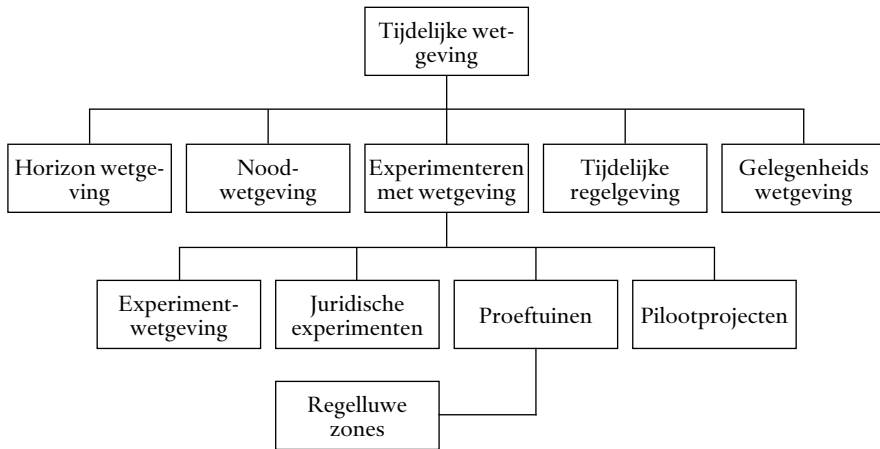 Tijdelijke wet-
geving
Horizon wetge-
ving
Nood-
wetgeving
Experimenteren
met wetgeving
Tijdelijke
regelgeving
Gelegenheids
wetgeving
Experiment-
wetgeving
Juridische
experimenten
Proeftuinen
Pilootprojecten
Regelluwe
zones